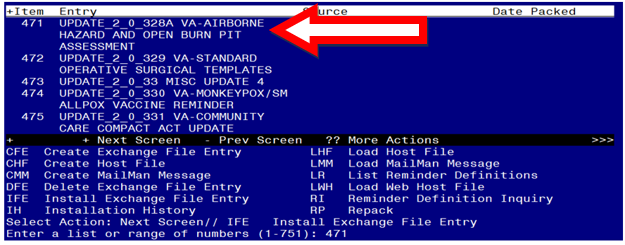 +Item Entry urce Date Packed
471 UPDATE_2_0_328A VA-AIRBORNE
HAZARD AND OPEN BURN PIT
ASSESSMENT
472 UPDATE_2_0_329 VA-STANDARD
OPERATIVE SURGICAL TEMPLATES
473 UPDATE_2_0_33 MISC UPDATE 4
474 UPDATE_2_0_330 VA-MONKEYPOX/SM
ALLPOX VACCINE REMINDER
475 UPDATE_2_0_331 VA-COMMUNITY
CARE COMPACT ACT UPDATE
+ + Next Screen - Prev Screen ?? More Actions >>>
CFE Create Exchange File Entry LHF Load Host File
CHF Create Host File LMM Load MailMan Message
CMM Create MailMan Message LR List Reminder Definitions
DFE Delete Exchange File Entry LWH Load Web Host File
IFE Install Exchange File Entry RI Reminder Definition Inquiry
IH Installation History RP Repack
Select Action: Next Screen// IFE Install Exchange File Entry
Enter a list or range of numbers (1-751): 471